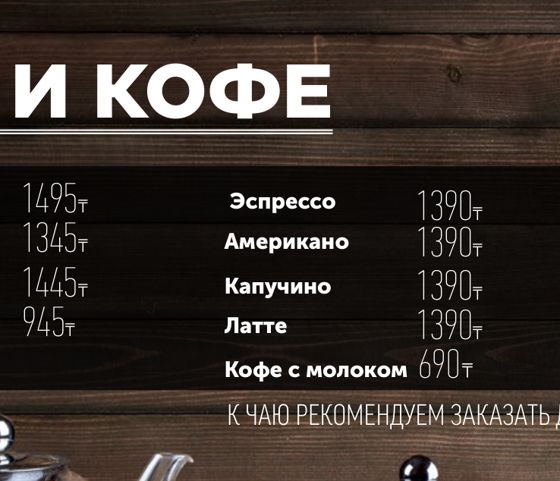 И КОФЕ
1495₸
1345₸
1445₸
945₸
Эспрессо 1390₸
Американо 1390₸
Капучино 1390₸
Латте 1390₸
Кофе с молоком 690₸
К ЧАЮ РЕКОМЕНДУЕМ ЗАКАЗАТЬ